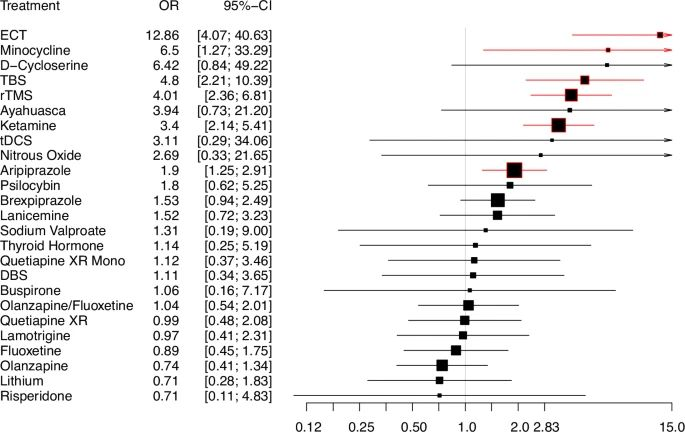 Treatment OR 95%−CI
ECT 12.86 [4.07; 40.63]
Minocycline 6.5 [1.27; 33.29]
D−Cycloserine 6.42 [0.84; 49.22]
TBS 4.8 [2.21; 10.39]
rTMS 4.01 [2.36; 6.81]
Ayahuasca 3.94 [0.73; 21.20]
Ketamine 3.4 [2.14; 5.41]
tDCS 3.11 [0.29; 34.06]
Nitrous Oxide 2.69 [0.33; 21.65]
Aripiprazole 1.9 [1.25; 2.91]
Psilocybin 1.8 [0.62; 5.25]
Brexpiprazole 1.53 [0.94; 2.49]
Lanicemine 1.52 [0.72; 3.23]
Sodium Valproate 1.31 [0.19; 9.00]
Thyroid Hormone 1.14 [0.25; 5.19]
Quetiapine XR Mono 1.12 [0.37; 3.46]
DBS 1.11 [0.34; 3.65]
Buspirone 1.06 [0.16; 7.17]
Olanzapine/Fluoxetine 1.04 [0.54; 2.01]
Quetiapine XR 0.99 [0.48; 2.08]
Lamotrigine 0.97 [0.41; 2.31]
Fluoxetine 0.89 [0.45; 1.75]
Olanzapine 0.74 [0.41; 1.34]
Lithium 0.71 [0.28; 1.83]
Risperidone 0.71 [0.11; 4.83]
0.12 0.25 0.50 1.0 2.0 2.83 15.0